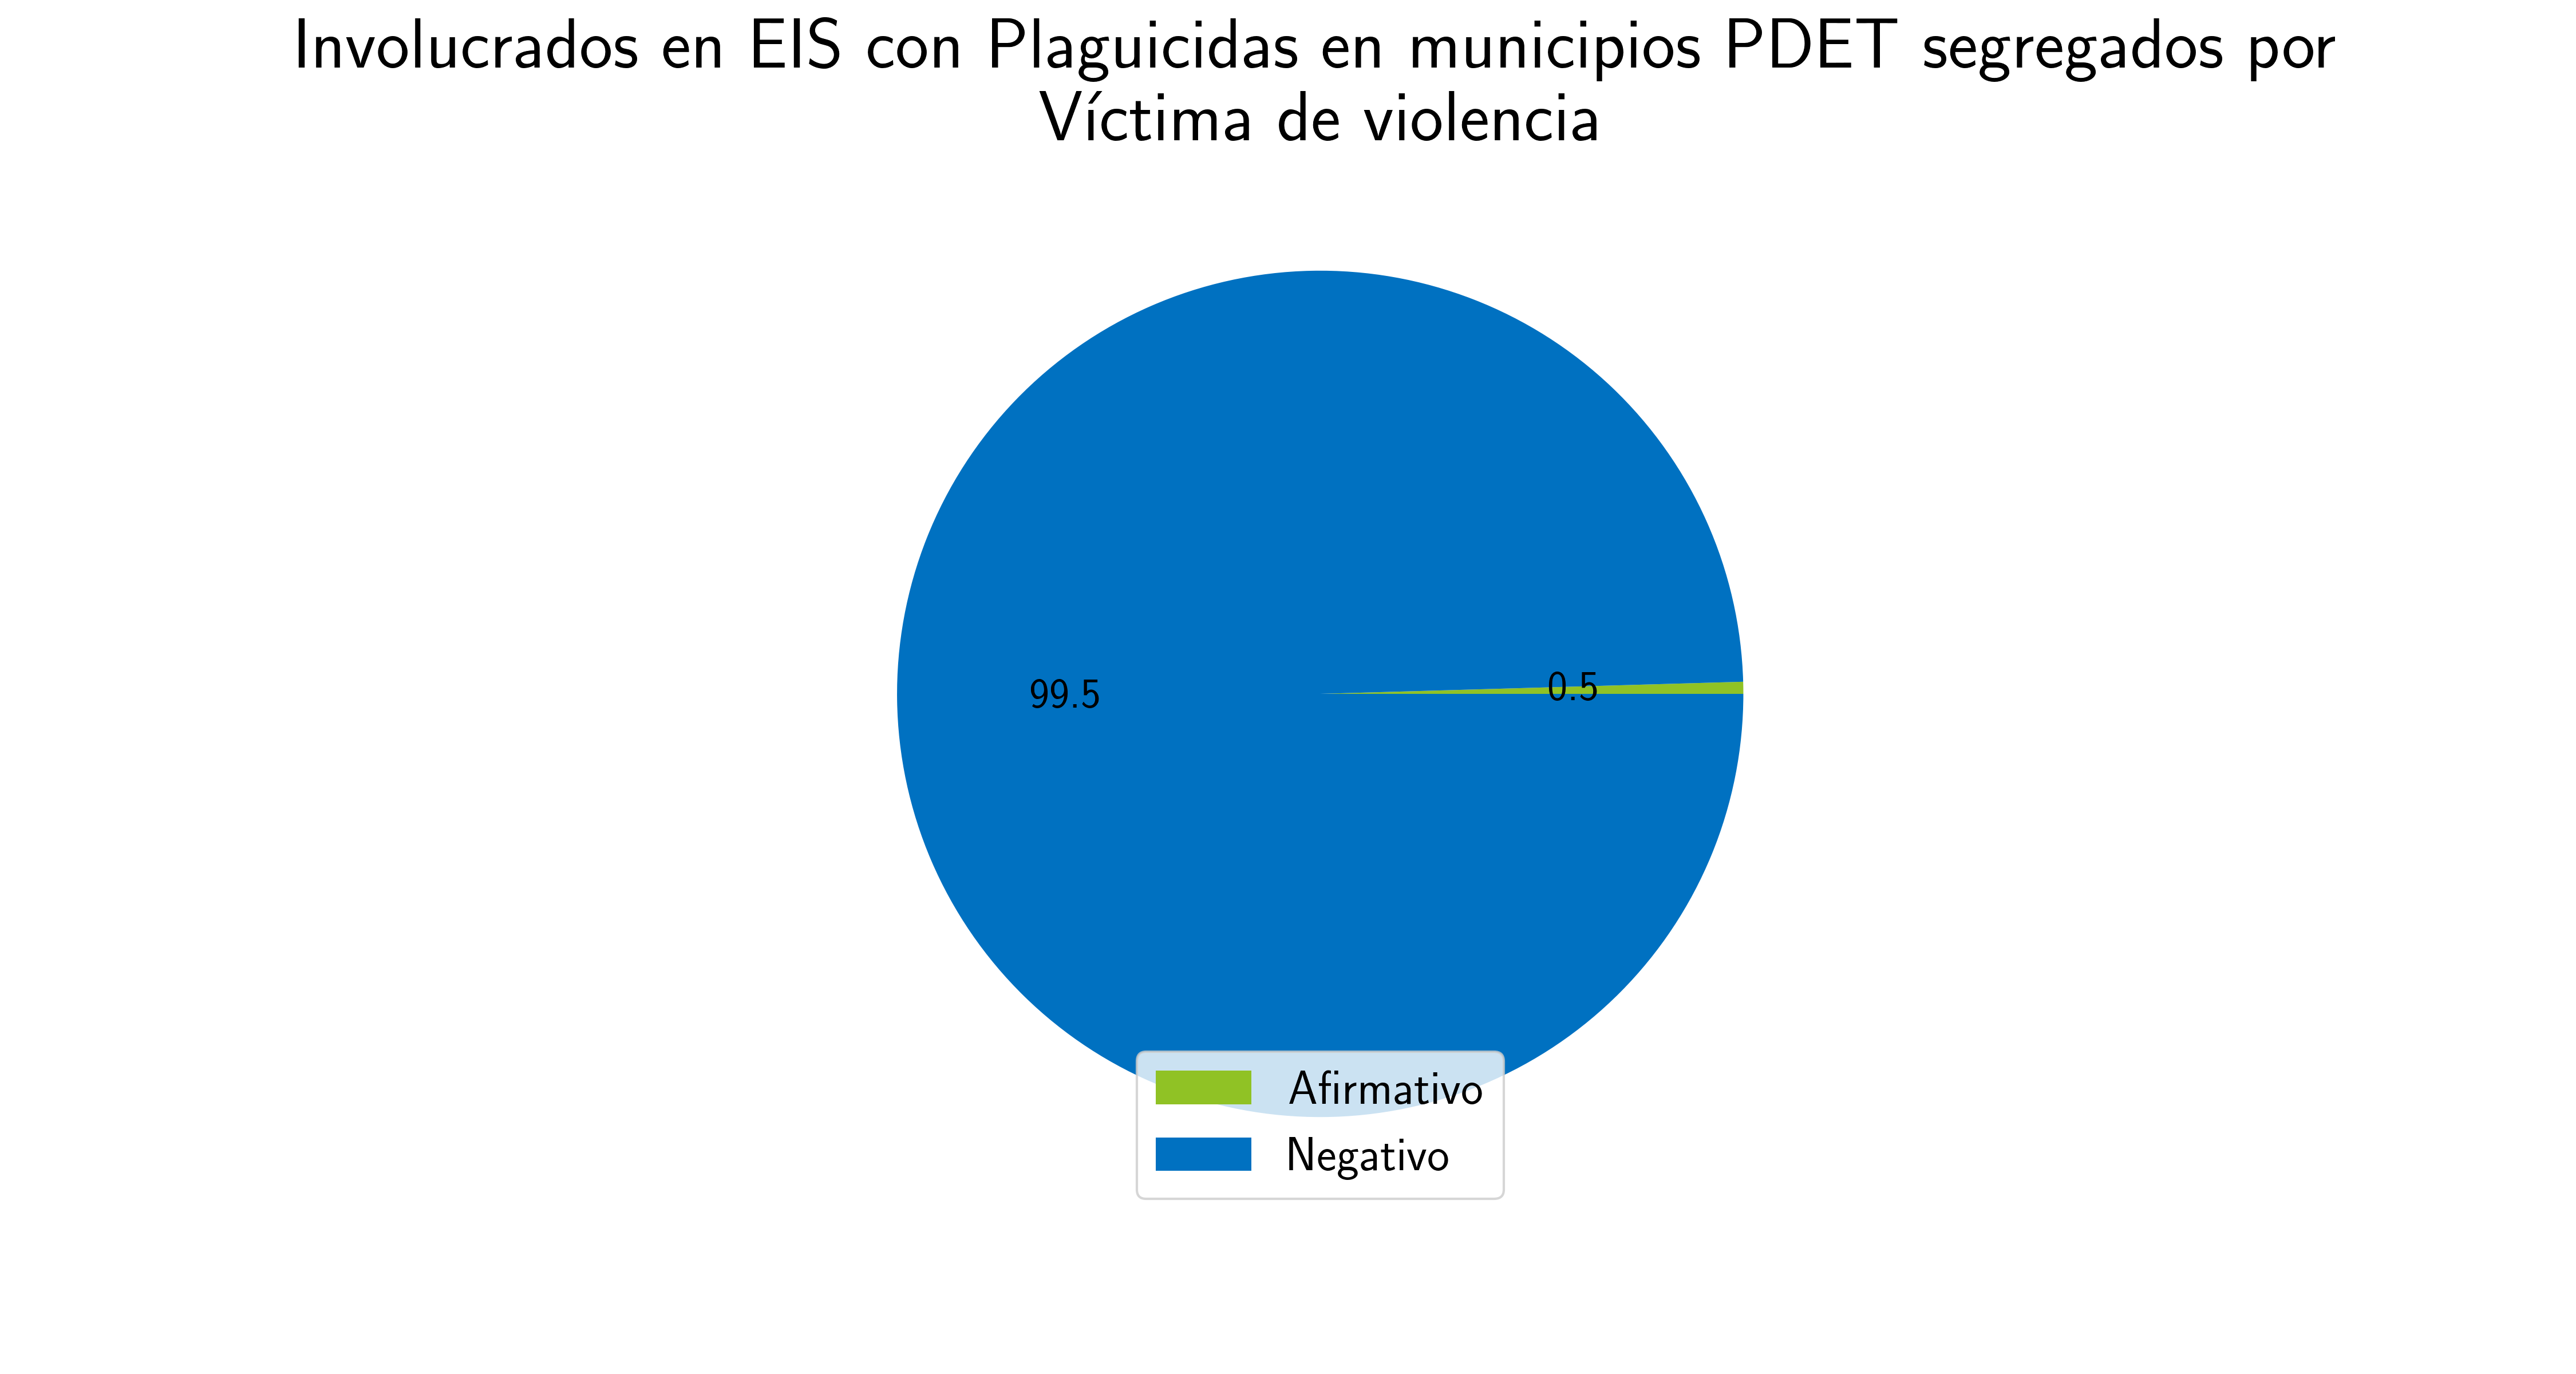 Involucrados en EIS con Plaguicidas en municipios PDET segregados por
Víctima de violencia
99.5
0.5
Afirmativo
Negativo